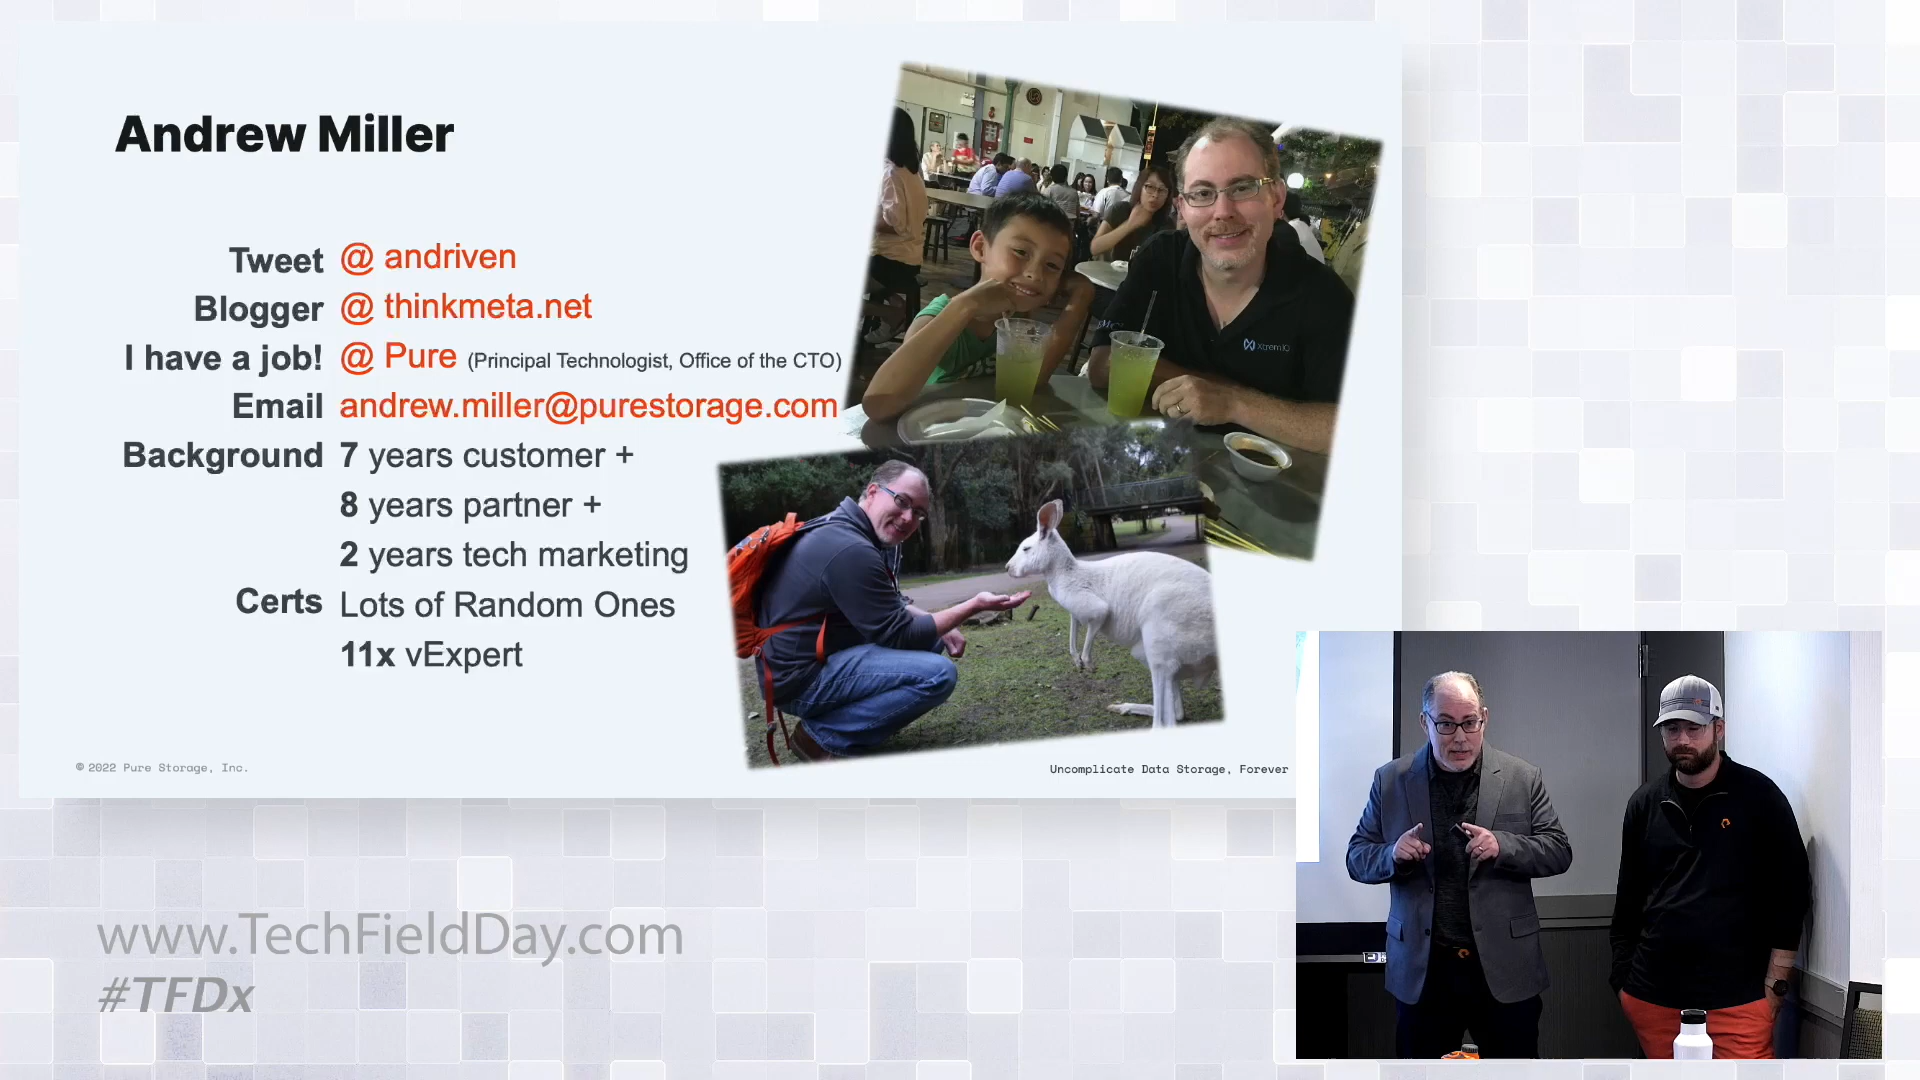 Andrew Miller
Tweet @ andriven
Blogger @ thinkmeta.net
I have a job! @ Pure (Principal Technologist, Office of the CTO)
Email andrew.miller@purestorage.com
Background 7 years customer +
8 years partner +
2 years tech marketing
Certs Lots of Random Ones
11x vExpert
XtremIO
© 2022 Pure Storage, Inc.
Uncomplicate Data Storage, Forever
www.TechFieldDay.com
#TFDx